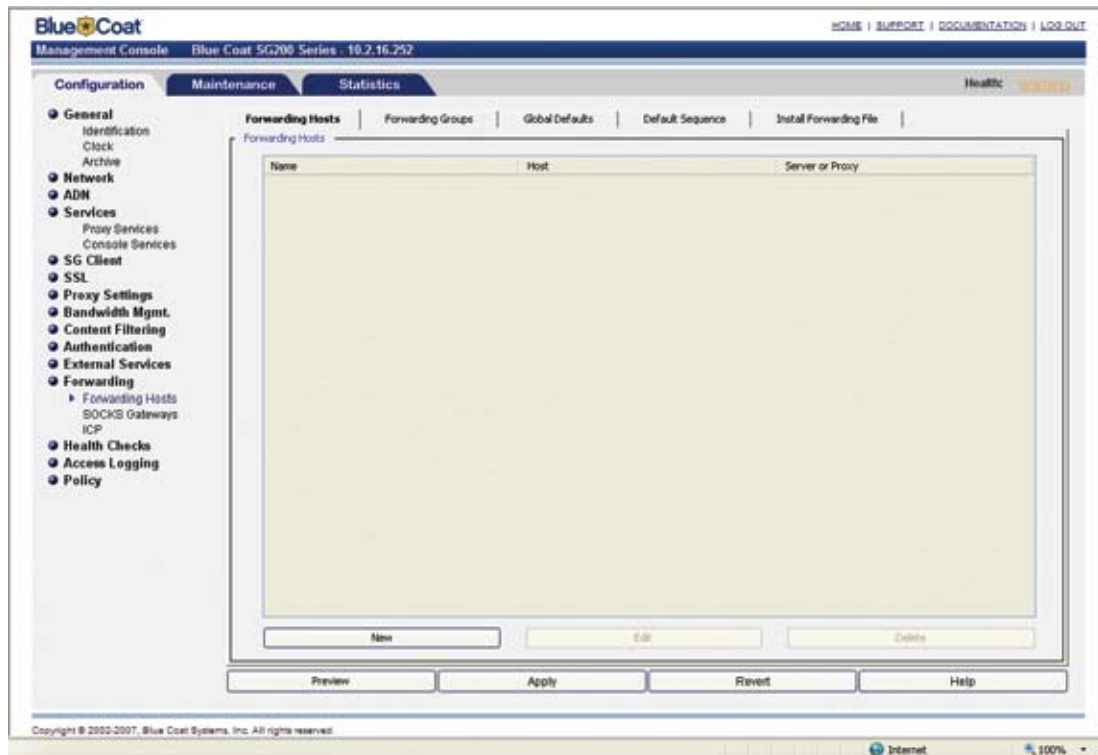 Blue Coat
HOME | SUPPORT | DOCUMENTATION | LOG OUT
Management Console Blue Coat SG200 Series - 10.2.16.252
Configuration Maintenance Statistics Health:
General
Identification
Clock
Archive
Network
ADN
Services
Proxy Services
Console Services
SG Client
SSL
Proxy Settings
Bandwidth Mgmt.
Content Filtering
Authentication
External Services
Forwarding
Forwarding Hosts
SOCKS Gateways
ICP
Health Checks
Access Logging
Policy
Forwarding Hosts | Forwarding Groups | Global Defaults | Default Sequence | Install Forwarding File |
Forwarding Hosts
Name Host Server or Proxy
New Edit Delete
Preview Apply Revert Help
Copyright © 2002-2007, Blue Coat Systems, Inc. All rights reserved.
Internet 100%